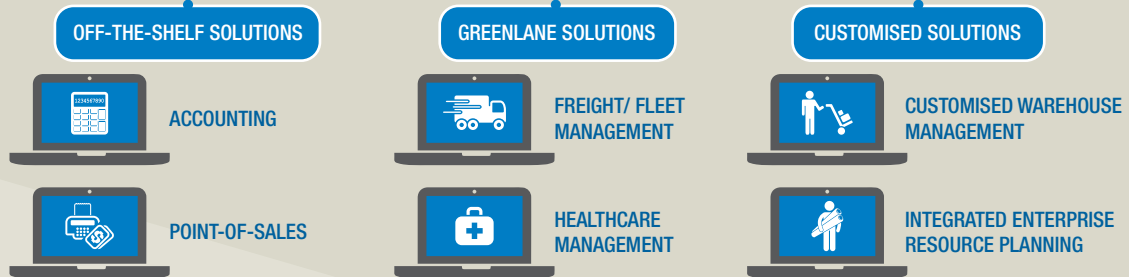 OFF-THE-SHELF SOLUTIONS
1234567890
ACCOUNTING
POINT-OF-SALES
GREENLANE SOLUTIONS
FREIGHT/ FLEET
MANAGEMENT
HEALTHCARE
MANAGEMENT
CUSTOMISED SOLUTIONS
CUSTOMISED WAREHOUSE
MANAGEMENT
INTEGRATED ENTERPRISE
RESOURCE PLANNING